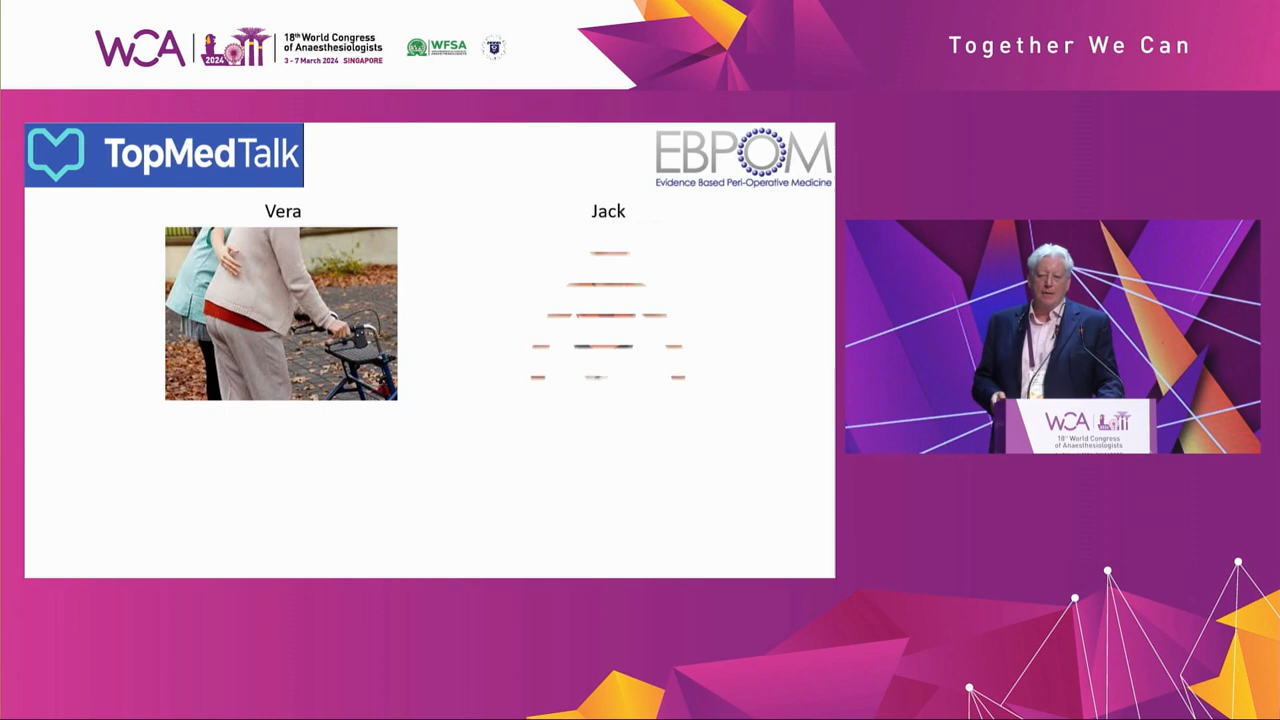 WCA
2024
18th World Congress
of Anaesthesiologists
3 - 7 March 2024 SINGAPORE
WFSA
Together We Can
TopMedTalk
EBPOM
Evidence Based Peri-Operative Medicine
Vera
Jack
WCA
18th World Congress
of Anaesthesiologists